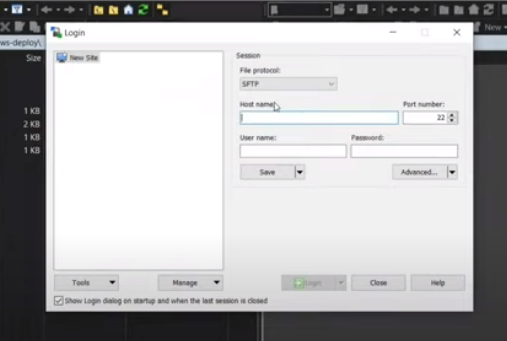 New
ws-deploy\
Size
1 KB
2 KB
1 KB
1 KB
Login
New Site
Session
File protocol:
SFTP
Host name:
Port number:
22
User name:
Password:
Save
Advanced...
Tools
Manage
Login
Close
Help
Show Login dialog on startup and when the last session is closed